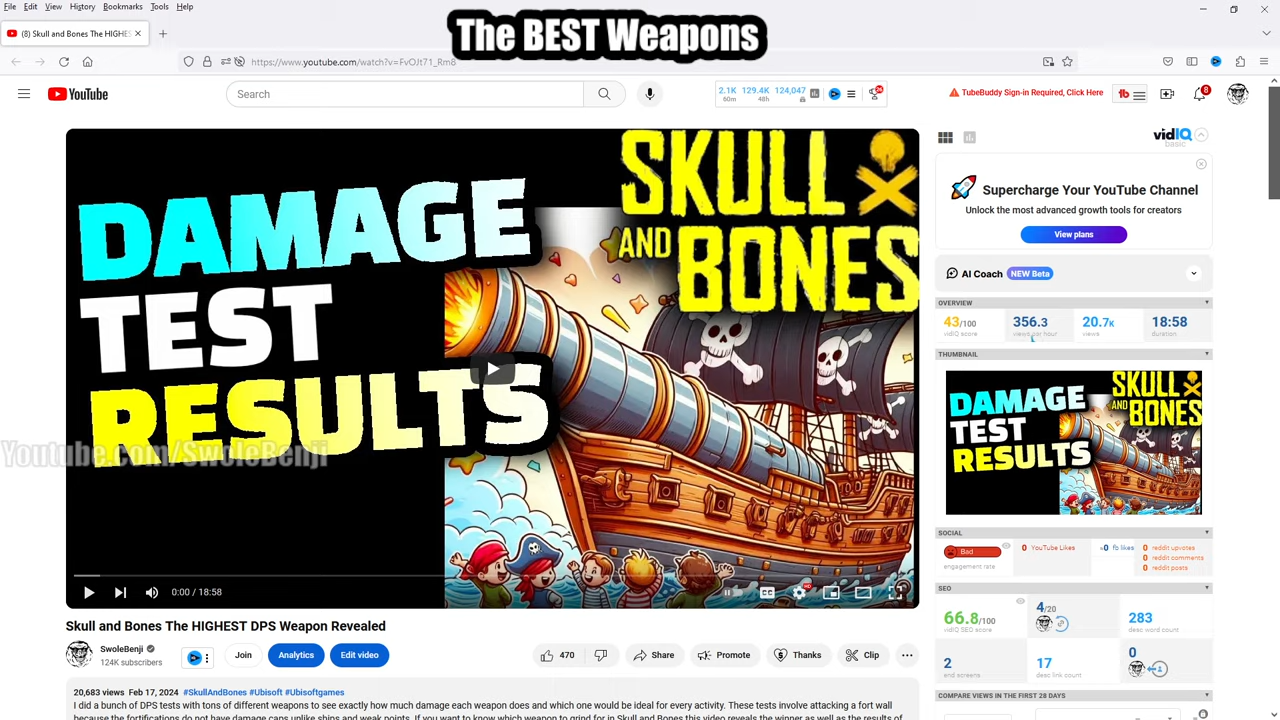 File Edit View History Bookmarks Tools Help
The BEST Weapons
(8) Skull and Bones The HIGHES
https://www.youtube.com/watch?v=FvOJt71_Rm8
YouTube
Search
2.1K 129.4K 124,047
60m 48h
TubeBuddy Sign-in Required, Click Here
tb
8
vidIQ
basic
DAMAGE
TEST
RESULTS
SKULL
AND BONES
Youtube.com/SwoleBenji
0:00 / 18:58
CC
HD
Supercharge Your YouTube Channel
Unlock the most advanced growth tools for creators
View plans
AI Coach NEW Beta
OVERVIEW
43/100 356.3 20.7K 18:58
vidIQ score views per hour views duration
THUMBNAIL
DAMAGE
TEST
RESULTS
SKULL
AND BONES
SOCIAL
Bad
engagement rate
0 YouTube Likes
0 fb likes
0 reddit upvotes
0 reddit comments
0 reddit posts
SEO
66.8/100 4/20 283
vidIQ SEO score desc word count
2 17 0
end screens desc link count
COMPARE VIEWS IN THE FIRST 28 DAYS
Skull and Bones The HIGHEST DPS Weapon Revealed
SwoleBenji
124K subscribers
Join
Analytics
Edit video
470
Share
Promote
Thanks
Clip
20,683 views Feb 17, 2024 #SkullAndBones #Ubisoft #Ubisoftgames
I did a bunch of DPS tests with tons of different weapons to see exactly how much damage each weapon does and which one would be ideal for every activity. These tests involve attacking a fort wall
because the fortifications do not have damage caps unlike ships and weak points. If you want to know which weapon to grind for in Skull and Bones this video reveals the winner as well as the results of